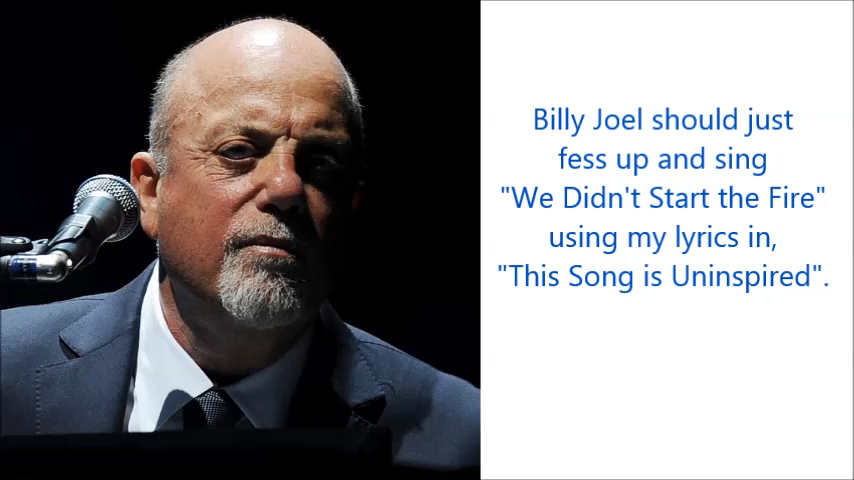 Billy Joel should just
fess up and sing
"We Didn't Start the Fire"
using my lyrics in,
"This Song is Uninspired".